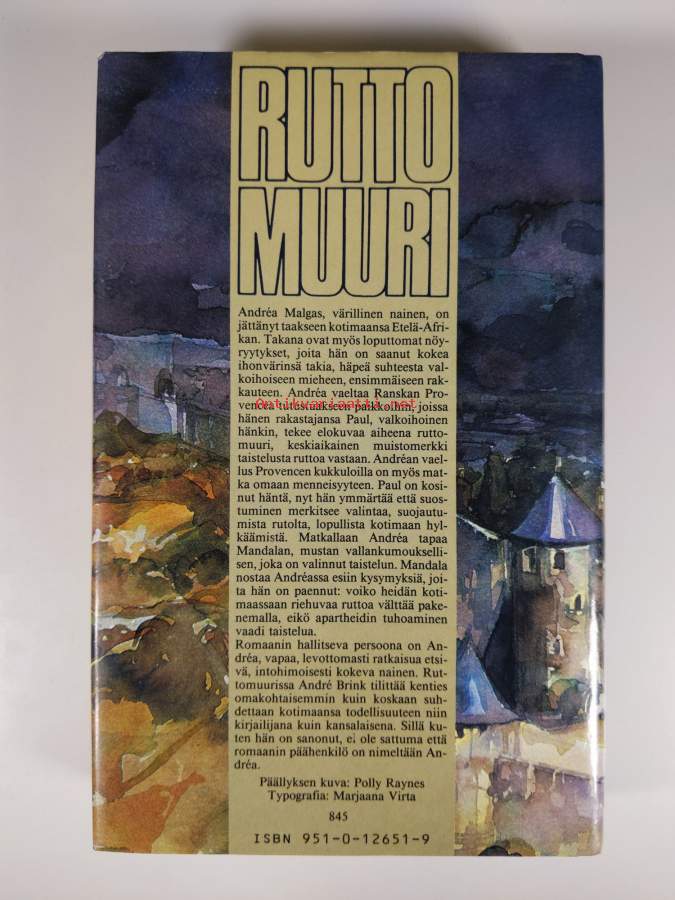 RUTTO
MUURI
Andréa Malgas, värillinen nainen, on
jättänyt taakseen kotimaansa Etelä-Afri-
kan. Takana ovat myös loputtomat nöy-
ryytykset, joita hän on saanut kokea
ihonvärinsä takia, häpeä suhteesta val-
koihoiseen mieheen, ensimmäiseen rak-
kauteen. Andréa vaeltaa Ranskan Pro-
Antikvariaatti.net
joissa
hänen rakastajansa Paul, valkoihoinen
hänkin, tekee elokuvaa aiheena rutto-
muuri, keskiaikainen muistomerkki
taistelusta ruttoa vastaan. Andréan vael-
lus Provencen kukkuloilla on myös mat-
ka omaan menneisyyteen. Paul on kosi-
nut häntä, nyt hän ymmärtää että suos-
tuminen merkitsee valintaa, suojautu-
mista rutolta, lopullista kotimaan hyl-
käämistä. Matkallaan Andréa tapaa
Mandalan, mustan vallankumoukselli-
sen, joka on valinnut taistelun. Mandala
nostaa Andréassa esiin kysymyksiä, joi-
ta hän on paennut: voiko heidän koti-
maassaan riehuvaa ruttoa välttää pake-
nemalla, eikö apartheidin tuhoaminen
vaadi taistelua.
Romaanin hallitseva persoona on An-
dréa, vapaa, levottomasti ratkaisua etsi-
vä, intohimoisesti kokeva nainen. Rut-
tomuurissa André Brink tilittää kenties
omakohtaisemmin kuin koskaan suh-
dettaan kotimaansa todellisuuteen niin
kirjailijana kuin kansalaisena. Sillä ku-
ten hän on sanonut, ei ole sattuma että
romaanin päähenkilö on nimeltään An-
dréa.
Päällyksen kuva: Polly Raynes
Typografia: Marjaana Virta
845
ISBN 951-0-12651-9